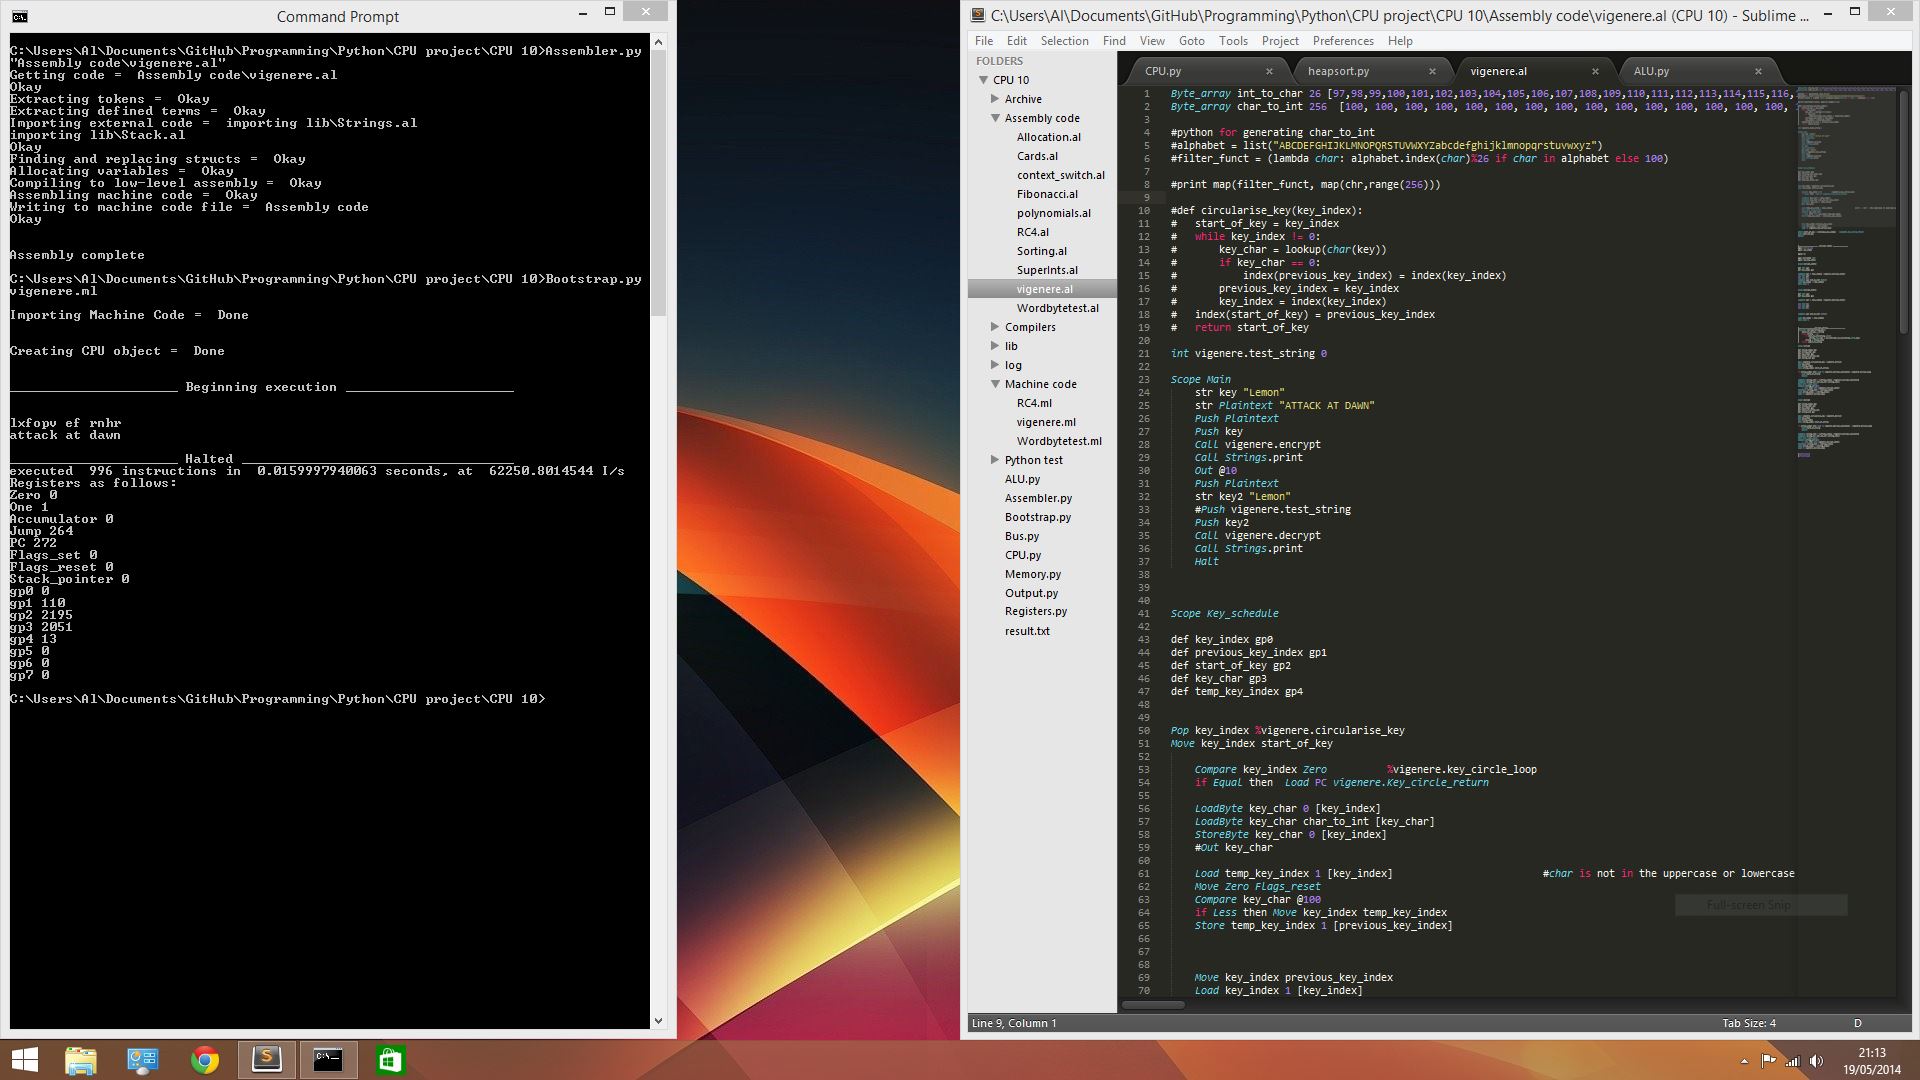 Command Prompt
C:\Users\Al\Documents\GitHub\Programming\Python\CPU project\CPU 10>Assembler.py
"Assembly code\vigenere.al"
Getting code =  Assembly code\vigenere.al
Okay
Extracting tokens =  Okay
Extracting defined terms =  Okay
Importing external code =  importing lib\Strings.al
importing lib\Stack.al
Okay
Finding and replacing structs =  Okay
Allocating variables =  Okay
Compiling to low-level assembly =  Okay
Assembling machine code =  Okay
Writing to machine code file =  Assembly code
Okay
Assembly complete
C:\Users\Al\Documents\GitHub\Programming\Python\CPU project\CPU 10>Bootstrap.py
vigenere.ml
Importing Machine Code =  Done
Creating CPU object =  Done
_____________________ Beginning execution _____________________
lxfopv ef rnhr
attack at dawn
_____________________ Halted __________________________________
executed  996 instructions in  0.0159997940063 seconds, at  62250.8014544 I/s
Registers as follows:
Zero 0
One 1
Accumulator 0
Jump 264
PC 272
Flags_set 0
Flags_reset 0
Stack_pointer 0
gp0 0
gp1 110
gp2 2195
gp3 2051
gp4 13
gp5 0
gp6 0
gp7 0
C:\Users\Al\Documents\GitHub\Programming\Python\CPU project\CPU 10>
C:\Users\Al\Documents\GitHub\Programming\Python\CPU project\CPU 10\Assembly code\vigenere.al (CPU 10) - Sublime ...
File Edit Selection Find View Goto Tools Project Preferences Help
FOLDERS
CPU 10
Archive
Assembly code
Allocation.al
Cards.al
context_switch.al
Fibonacci.al
polynomials.al
RC4.al
Sorting.al
SuperInts.al
vigenere.al
Wordbytetest.al
Compilers
lib
log
Machine code
RC4.ml
vigenere.ml
Wordbytetest.ml
Python test
ALU.py
Assembler.py
Bootstrap.py
Bus.py
CPU.py
Memory.py
Output.py
Registers.py
result.txt
CPU.py × heapsort.py × vigenere.al × ALU.py ×
1 Byte_array int_to_char 26 [97,98,99,100,101,102,103,104,105,106,107,108,109,110,111,112,113,114,115,116,
2 Byte_array char_to_int 256  [100, 100, 100, 100, 100, 100, 100, 100, 100, 100, 100, 100, 100, 100, 100,
3
4 #python for generating char_to_int
5 #alphabet = list("ABCDEFGHIJKLMNOPQRSTUVWXYZabcdefghijklmnopqrstuvwxyz")
6 #filter_funct = (lambda char: alphabet.index(char)%26 if char in alphabet else 100)
7
8 #print map(filter_funct, map(chr,range(256)))
9
10 #def circularise_key(key_index):
11 #   start_of_key = key_index
12 #   while key_index != 0:
13 #       key_char = lookup(char(key))
14 #       if key_char == 0:
15 #           index(previous_key_index) = index(key_index)
16 #       previous_key_index = key_index
17 #       key_index = index(key_index)
18 #   index(start_of_key) = previous_key_index
19 #   return start_of_key
20
21 int vigenere.test_string 0
22
23 Scope Main
24 str key "Lemon"
25 str Plaintext "ATTACK AT DAWN"
26 Push Plaintext
27 Push key
28 Call vigenere.encrypt
29 Call Strings.print
30 Out @10
31 Push Plaintext
32 str key2 "Lemon"
33 #Push vigenere.test_string
34 Push key2
35 Call vigenere.decrypt
36 Call Strings.print
37 Halt
38
39
40
41 Scope Key_schedule
42
43 def key_index gp0
44 def previous_key_index gp1
45 def start_of_key gp2
46 def key_char gp3
47 def temp_key_index gp4
48
49
50 Pop key_index %vigenere.circularise_key
51 Move key_index start_of_key
52
53 Compare key_index Zero %vigenere.key_circle_loop
54 if Equal then  Load PC vigenere.Key_circle_return
55
56 LoadByte key_char 0 [key_index]
57 LoadByte key_char char_to_int [key_char]
58 StoreByte key_char 0 [key_index]
59 #Out key_char
60
61 Load temp_key_index 1 [key_index] #char is not in the uppercase or lowercase
62 Move Zero Flags_reset
63 Compare key_char @100
64 if Less then Move key_index temp_key_index
65 Store temp_key_index 1 [previous_key_index]
66
67
68
69 Move key_index previous_key_index
70 Load key_index 1 [key_index]
Full-screen Snip
Line 9, Column 1 Tab Size: 4 D
21:13
19/05/2014